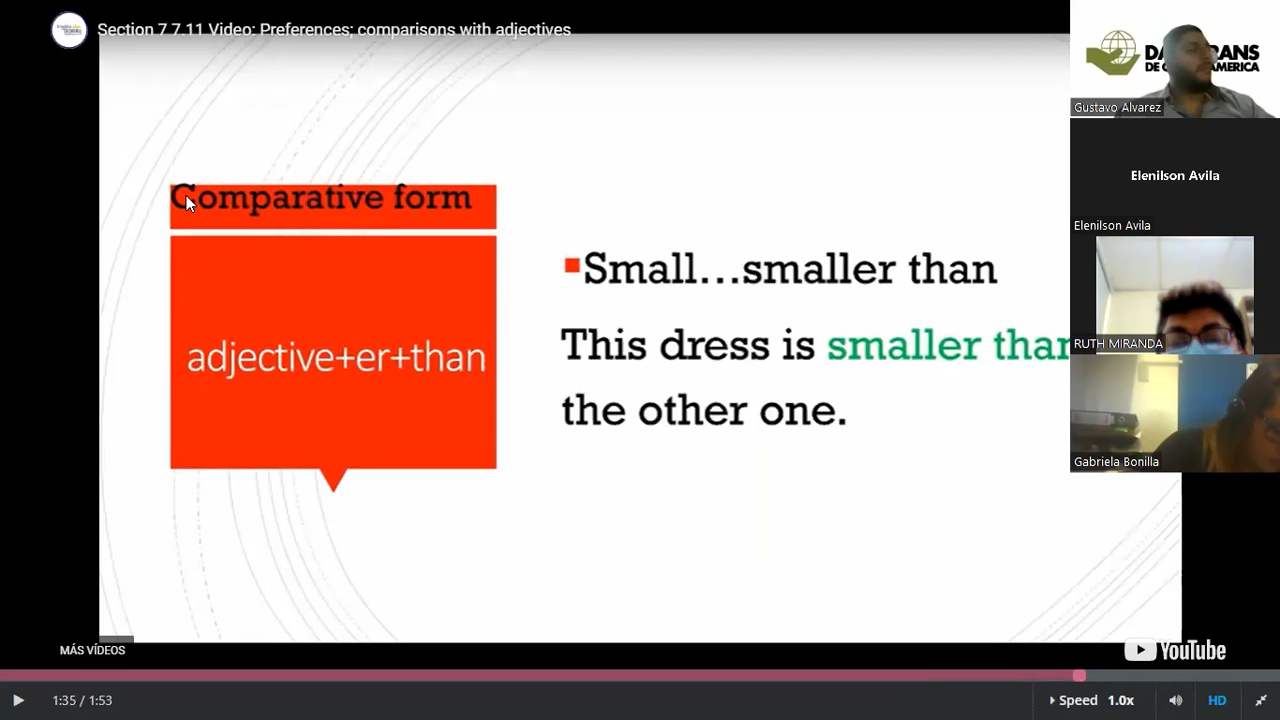 Section 7 7.11 Video: Preferences; comparisons with adjectives
Comparative form
adjective+er+than
Small...smaller than
This dress is smaller than
the other one.
DE AMERICA
Gustavo Alvarez
Elenilson Avila
Elenilson Avila
RUTH MIRANDA
Gabriela Bonilla
MÁS VÍDEOS
YouTube
1:35 / 1:53
Speed 1.0x
HD